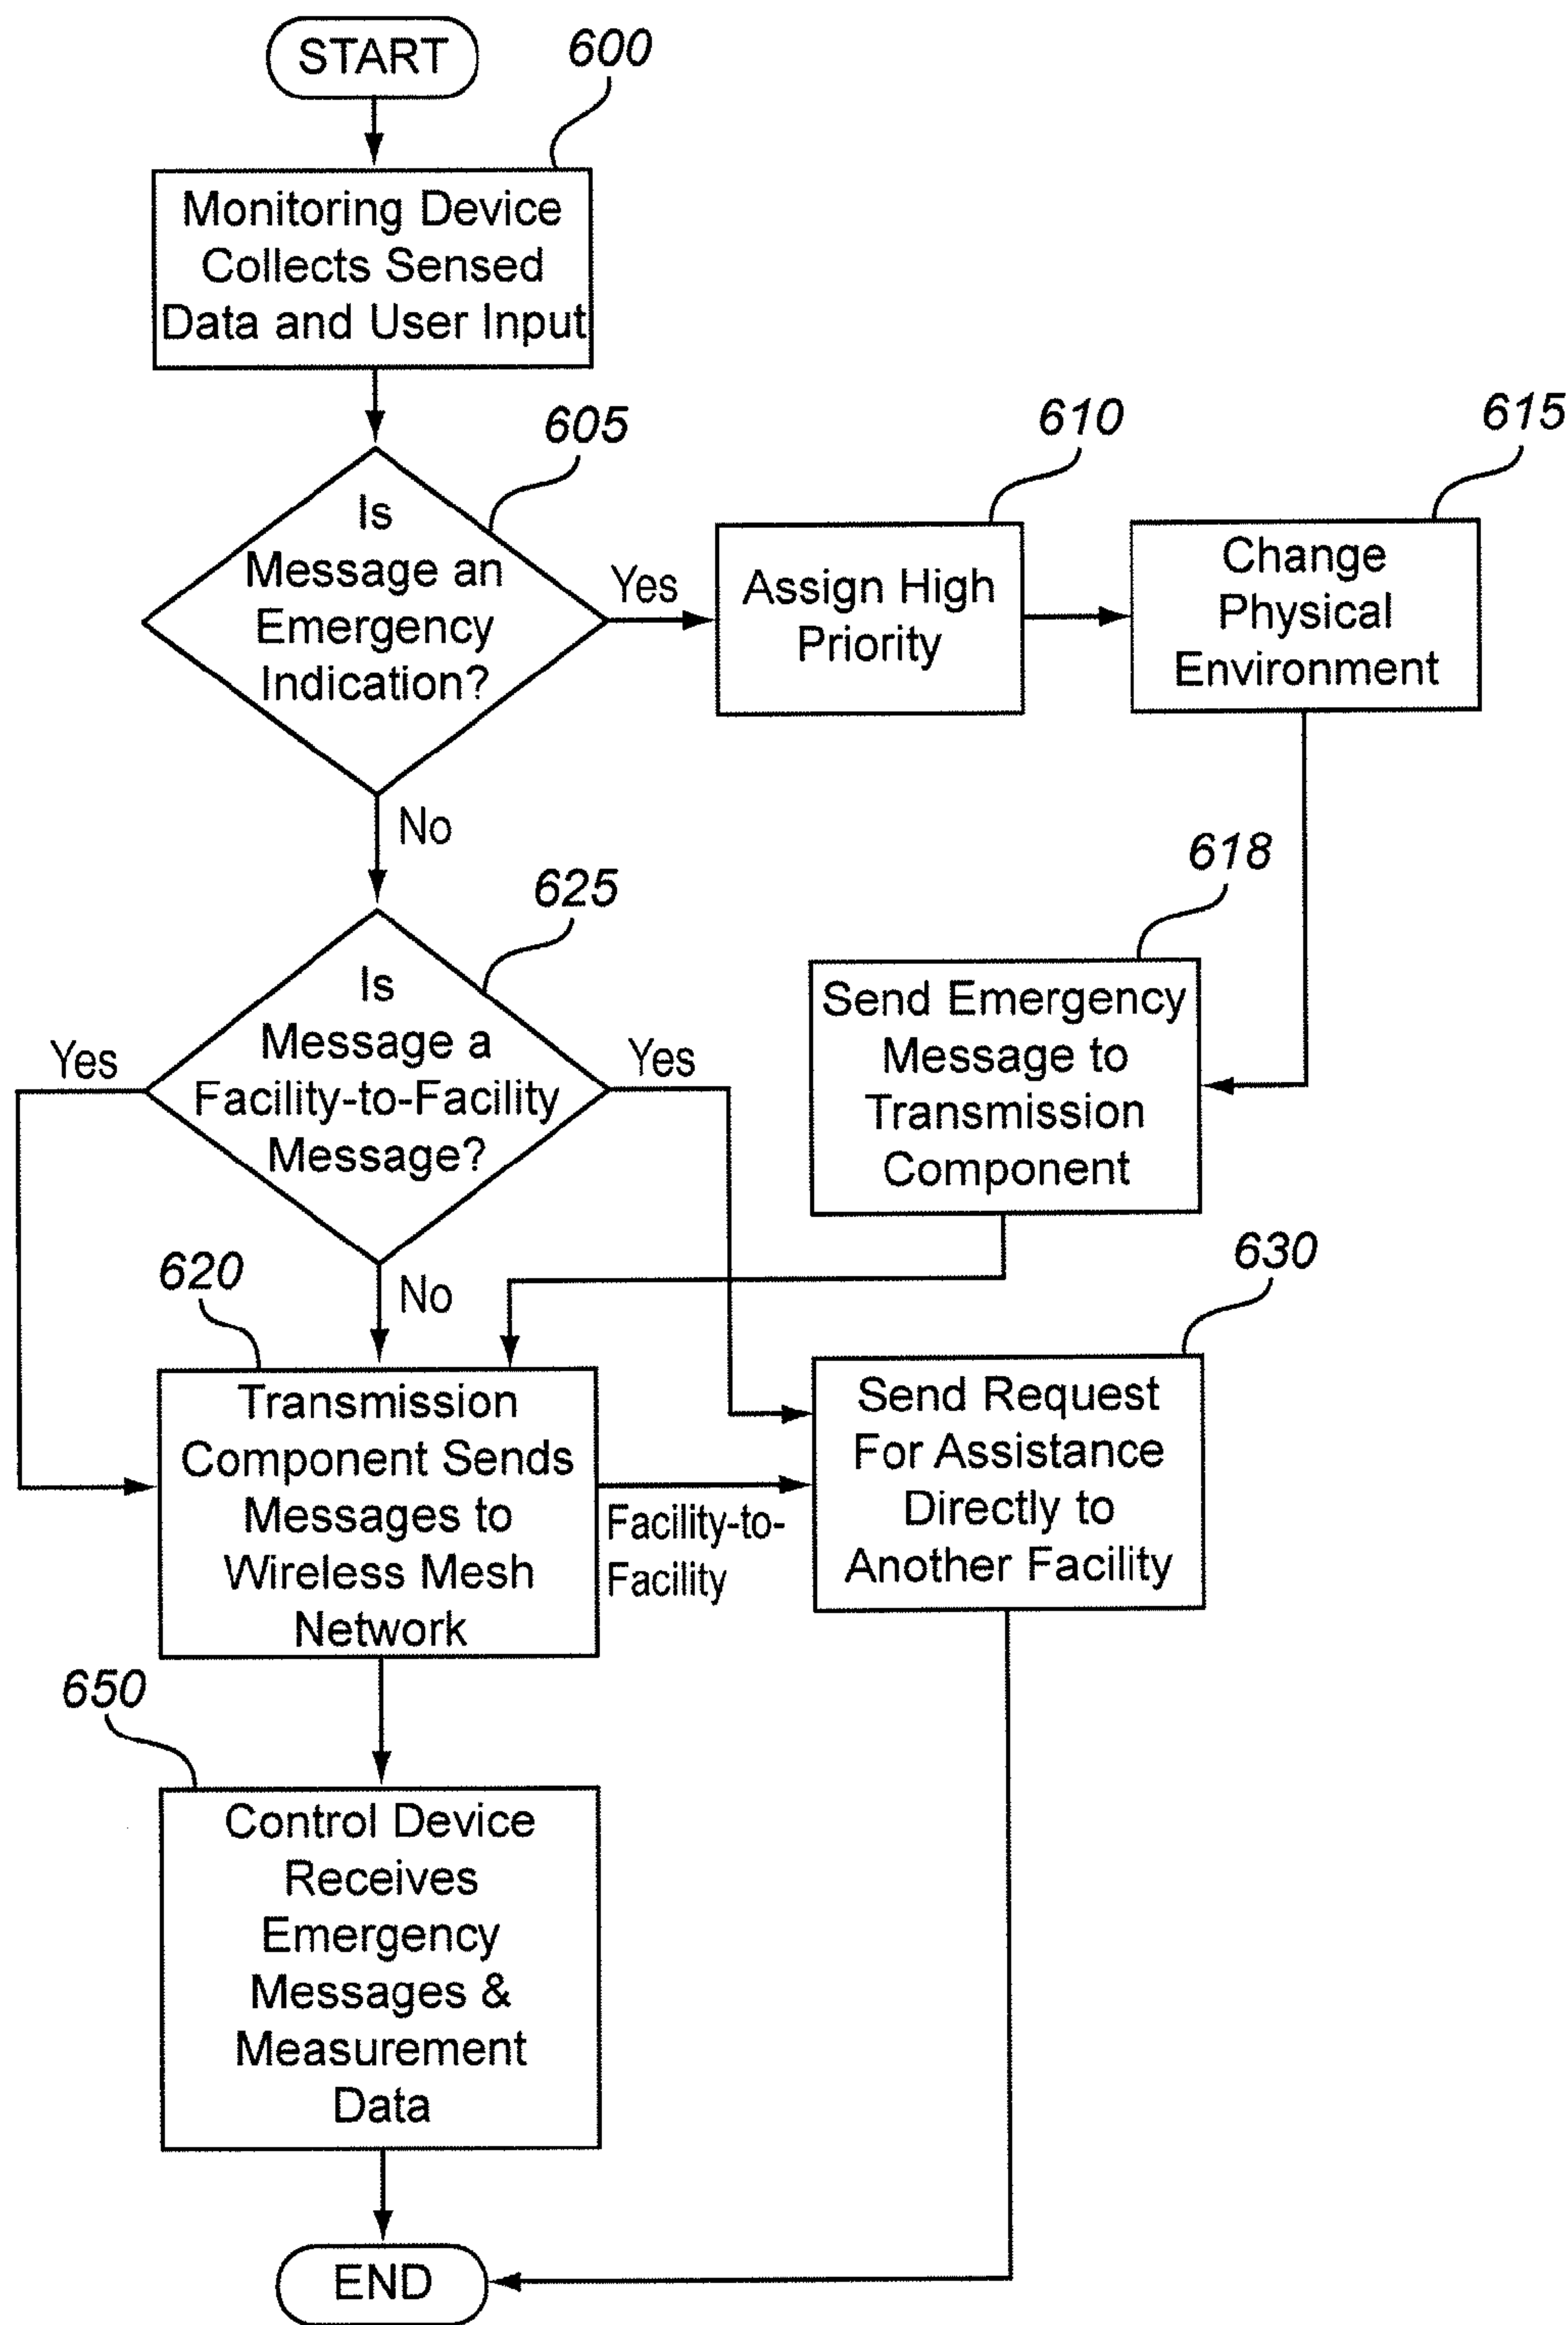 START
600
Monitoring Device
Collects Sensed
Data and User Input
605
Is
Message an
Emergency
Indication?
Yes
610
Assign High
Priority
615
Change
Physical
Environment
No
618
Send Emergency
Message to
Transmission
Component
625
Is
Message a
Facility-to-Facility
Message?
Yes
Yes
No
620
Transmission
Component Sends
Messages to
Wireless Mesh
Network
Facility-to-
Facility
630
Send Request
For Assistance
Directly to
Another Facility
650
Control Device
Receives
Emergency
Messages &
Measurement
Data
END